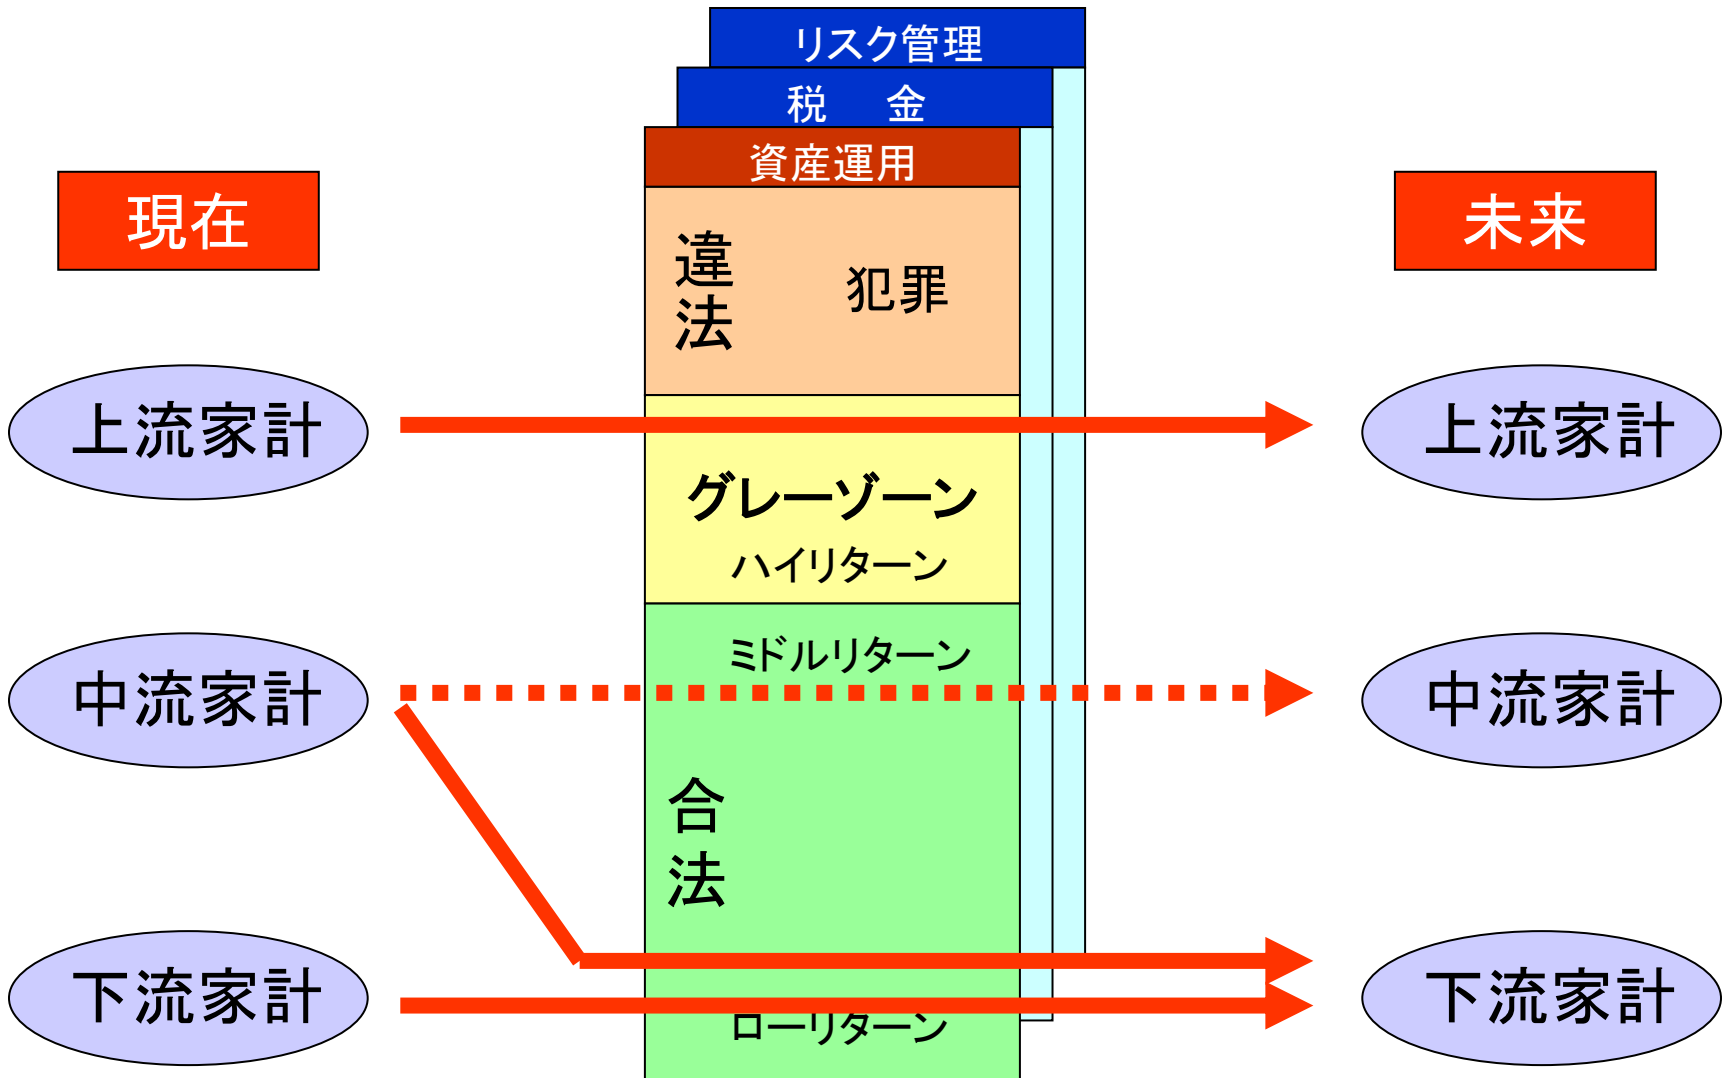 リスク管理
税　金
資産運用
現在
未来
違法
犯罪
上流家計
上流家計
グレーゾーン
ハイリターン
ミドルリターン
中流家計
中流家計
合法
下流家計
下流家計
ローリターン